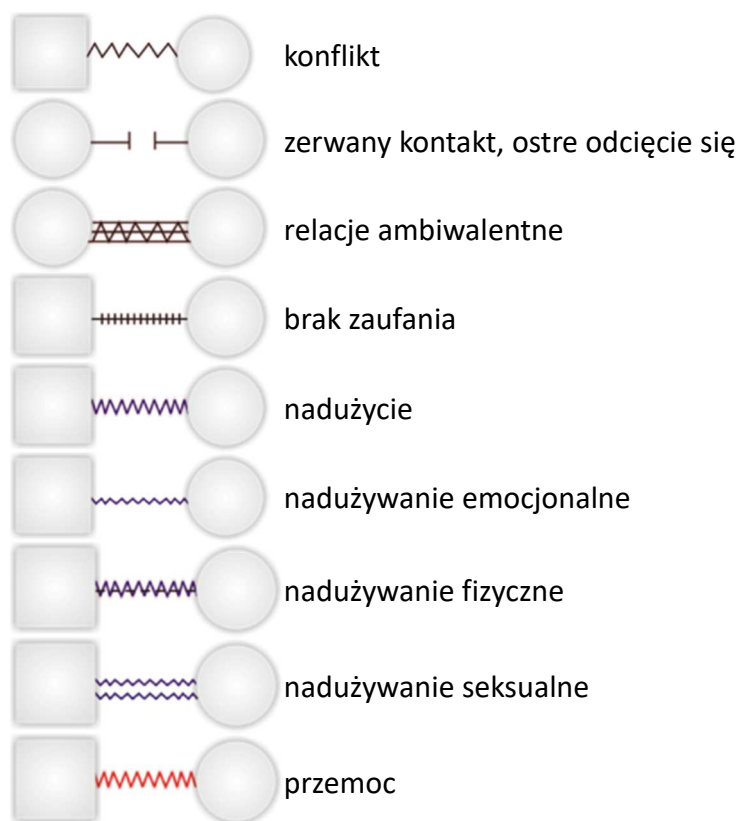 konflikt
zerwany kontakt, ostre odcięcie się
relacje ambiwalentne
brak zaufania
nadużycie
nadużywanie emocjonalne
nadużywanie fizyczne
nadużywanie seksualne
przemoc